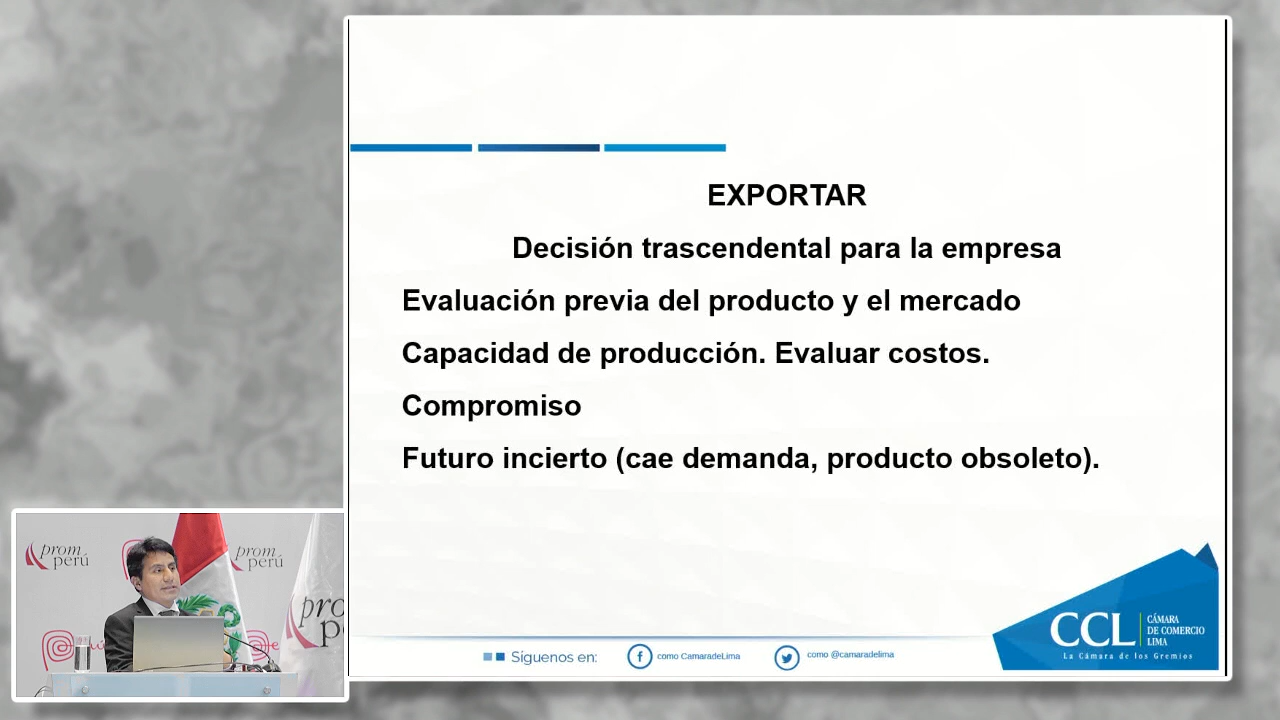 EXPORTAR
Decisión trascendental para la empresa
Evaluación previa del producto y el mercado
Capacidad de producción. Evaluar costos.
Compromiso
Futuro incierto (cae demanda, producto obsoleto).
CCL
CÁMARA
DE COMERCIO
LIMA
La Cámara de los Gremios
Síguenos en:
como CamaradeLima
como @camaradelima
prom
perú
prom
perú